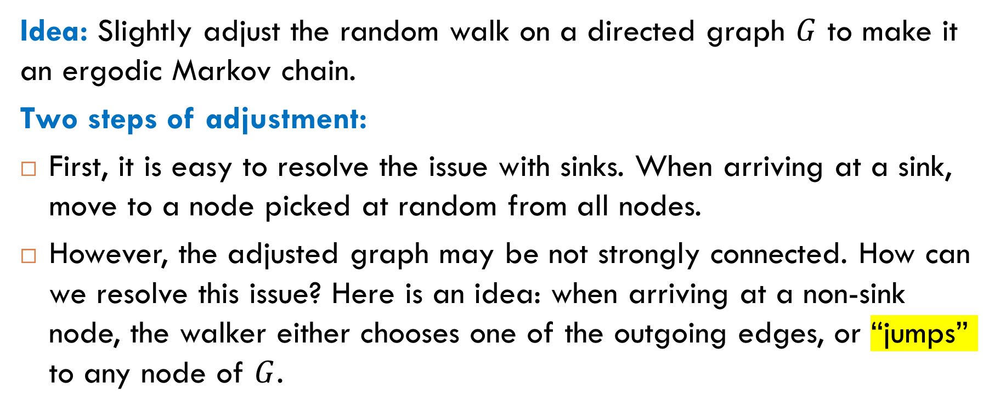 Idea: Slightly adjust the random walk on a directed graph G to make it
an ergodic Markov chain.
Two steps of adjustment:
First, it is easy to resolve the issue with sinks. When arriving at a sink,
move to a node picked at random from all nodes.
However, the adjusted graph may be not strongly connected. How can
we resolve this issue? Here is an idea: when arriving at a non-sink
node, the walker either chooses one of the outgoing edges, or “jumps”
to any node of G.